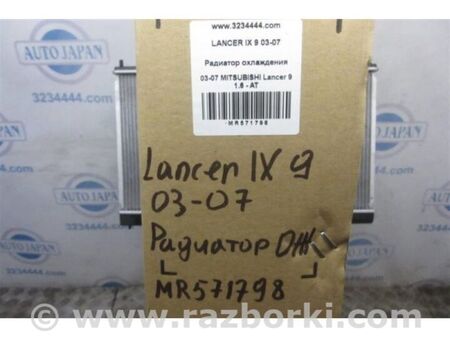 www.3234444.com
LANCER IX 9 03-07
Радиатор охлаждения
03-07 MITSUBISHI Lancer 9
1.6 - AT
MR571798
AUTO JAPAN
3234444.com
Lancer IX 9
03-07
Радиатор ОЖ
MR571798
© www.razborki.com